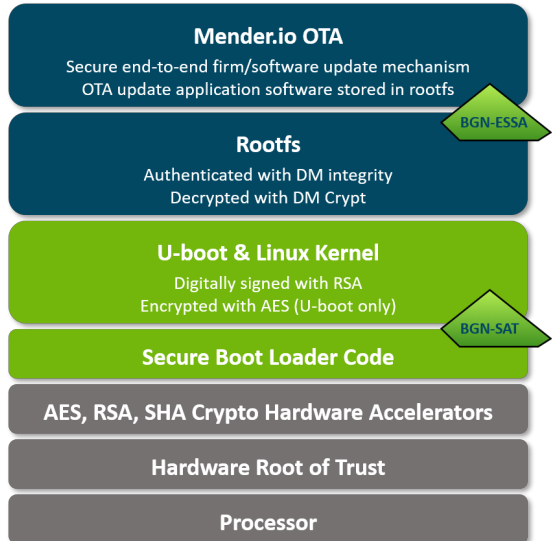 Mender.io OTA
Secure end-to-end firm/software update mechanism
OTA update application software stored in rootfs
BGN-ESSA
Rootfs
Authenticated with DM integrity
Decrypted with DM Crypt
U-boot & Linux Kernel
Digitally signed with RSA
Encrypted with AES (U-boot only)
BGN-SAT
Secure Boot Loader Code
AES, RSA, SHA Crypto Hardware Accelerators
Hardware Root of Trust
Processor